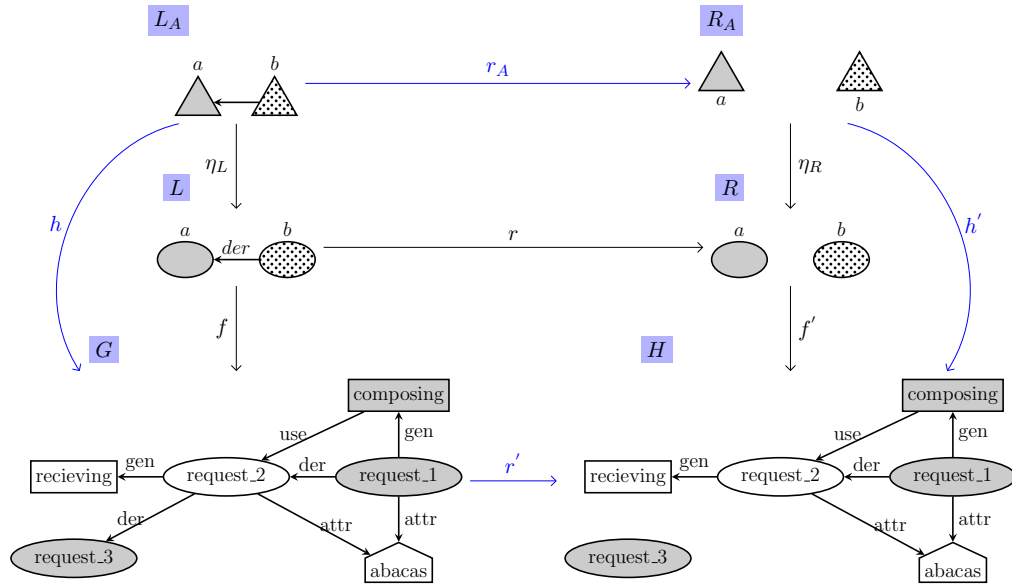 L_A
R_A
a
b
r_A
a
b
η_L
η_R
h
h′
L
R
a
b
der
r
a
b
f
f′
G
H
composing
composing
use
gen
use
gen
recieving
gen
request_2
der
request_1
r′
recieving
gen
request_2
der
request_1
der
attr
attr
attr
attr
request_3
abacas
request_3
abacas